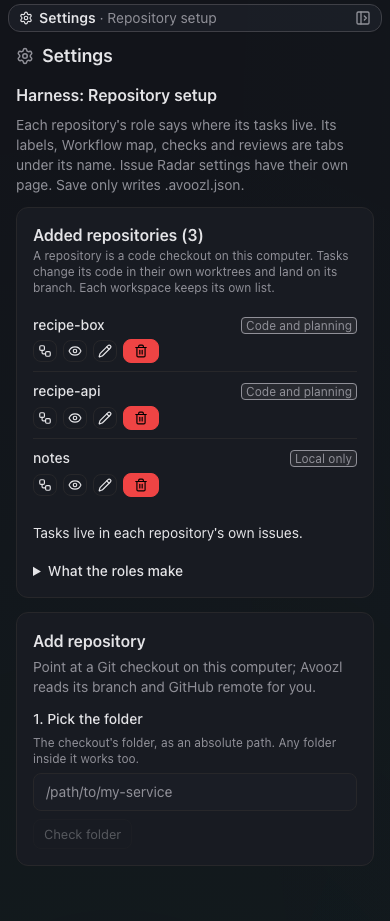 Settings · Repository setup
Settings
Harness: Repository setup
Each repository's role says where its tasks live. Its
labels, Workflow map, checks and reviews are tabs
under its name. Issue Radar settings have their own
page. Save only writes .avoozl.json.
Added repositories (3)
A repository is a code checkout on this computer. Tasks
change its code in their own worktrees and land on its
branch. Each workspace keeps its own list.
recipe-box
Code and planning
recipe-api
Code and planning
notes
Local only
Tasks live in each repository's own issues.
What the roles make
Add repository
Point at a Git checkout on this computer; Avoozl
reads its branch and GitHub remote for you.
1. Pick the folder
The checkout's folder, as an absolute path. Any folder
inside it works too.
/path/to/my-service
Check folder